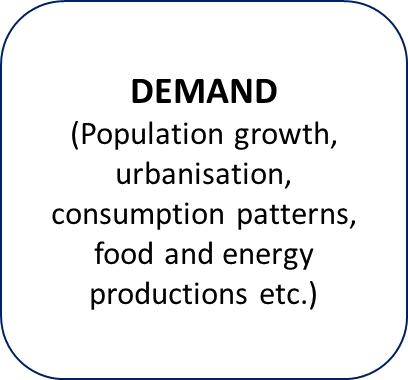 DEMAND
(Population growth,
urbanisation,
consumption patterns,
food and energy
productions etc.)